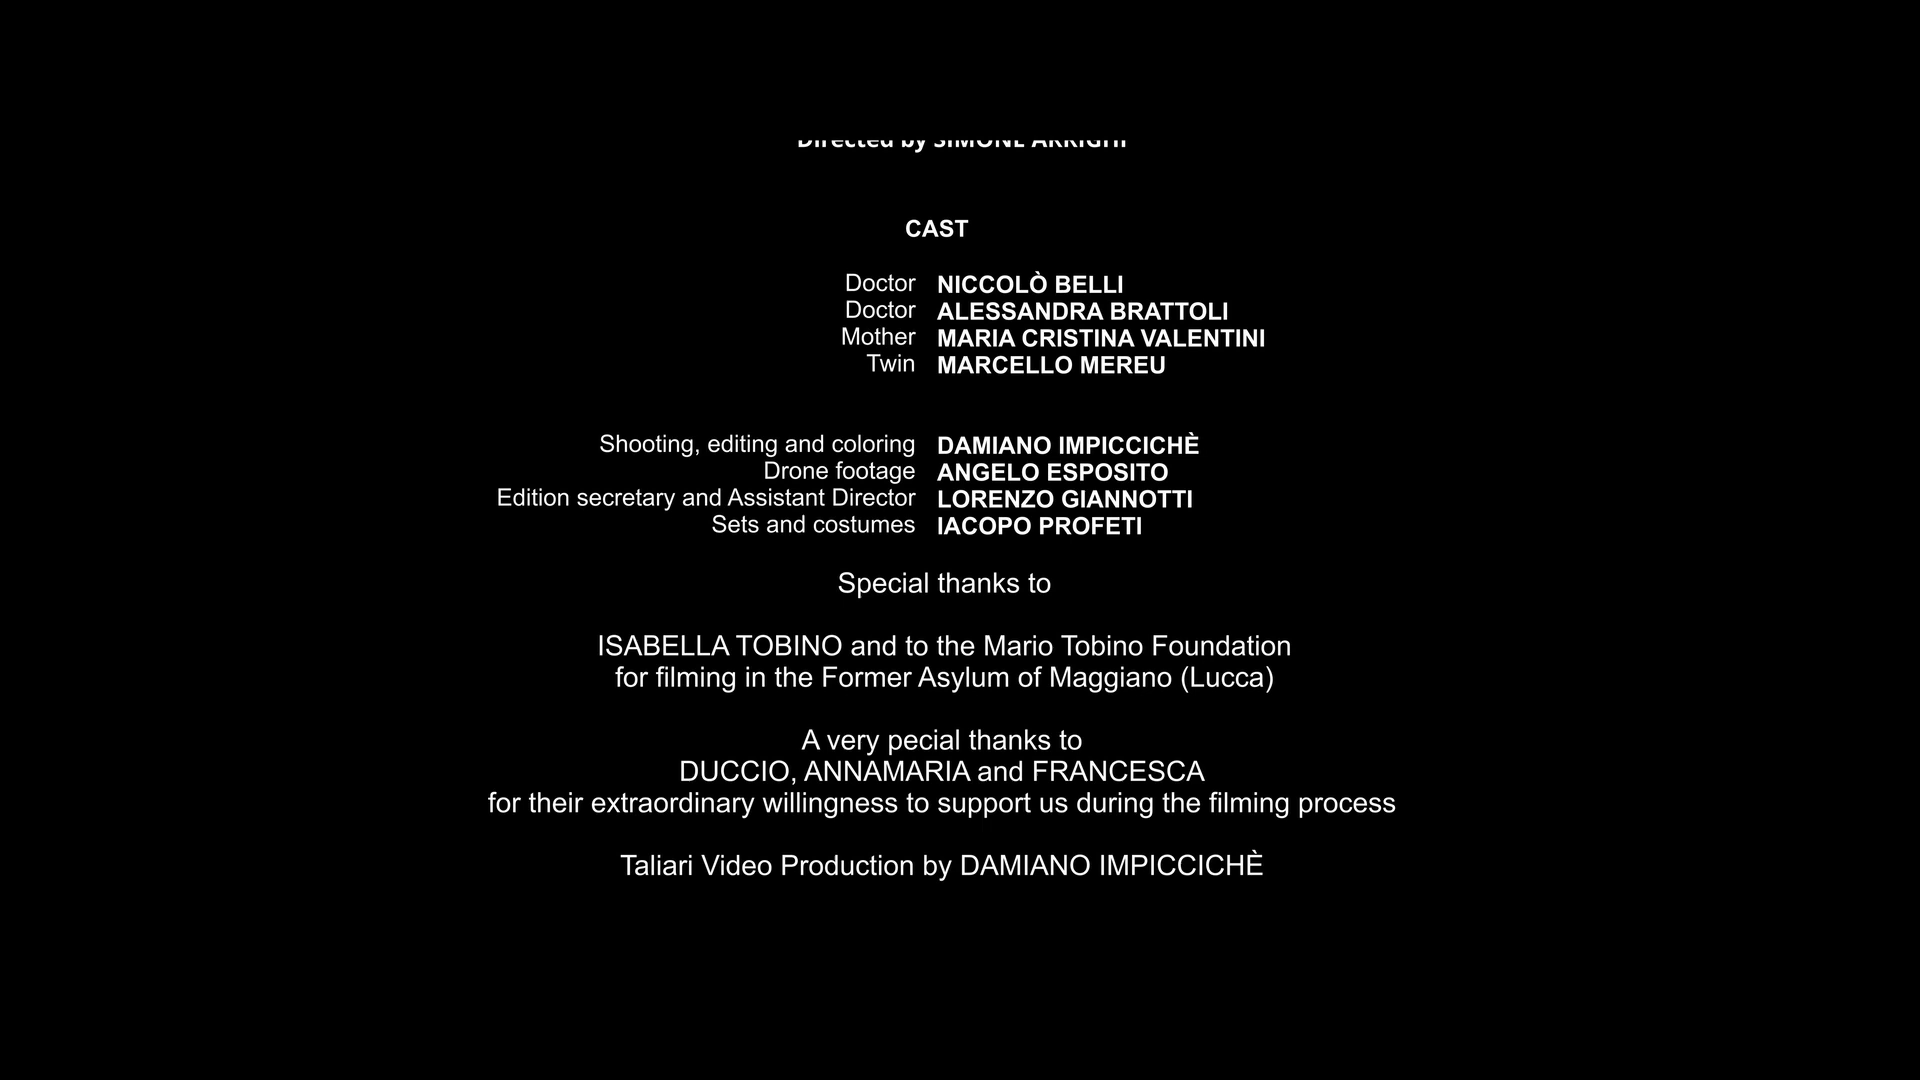 Directed by SIMONE ARRIGHI
CAST
Doctor NICCOLÒ BELLI
Doctor ALESSANDRA BRATTOLI
Mother MARIA CRISTINA VALENTINI
Twin MARCELLO MEREU
Shooting, editing and coloring DAMIANO IMPICCICHÈ
Drone footage ANGELO ESPOSITO
Edition secretary and Assistant Director LORENZO GIANNOTTI
Sets and costumes IACOPO PROFETI
Special thanks to
ISABELLA TOBINO and to the Mario Tobino Foundation
for filming in the Former Asylum of Maggiano (Lucca)
A very pecial thanks to
DUCCIO, ANNAMARIA and FRANCESCA
for their extraordinary willingness to support us during the filming process
Taliari Video Production by DAMIANO IMPICCICHÈ